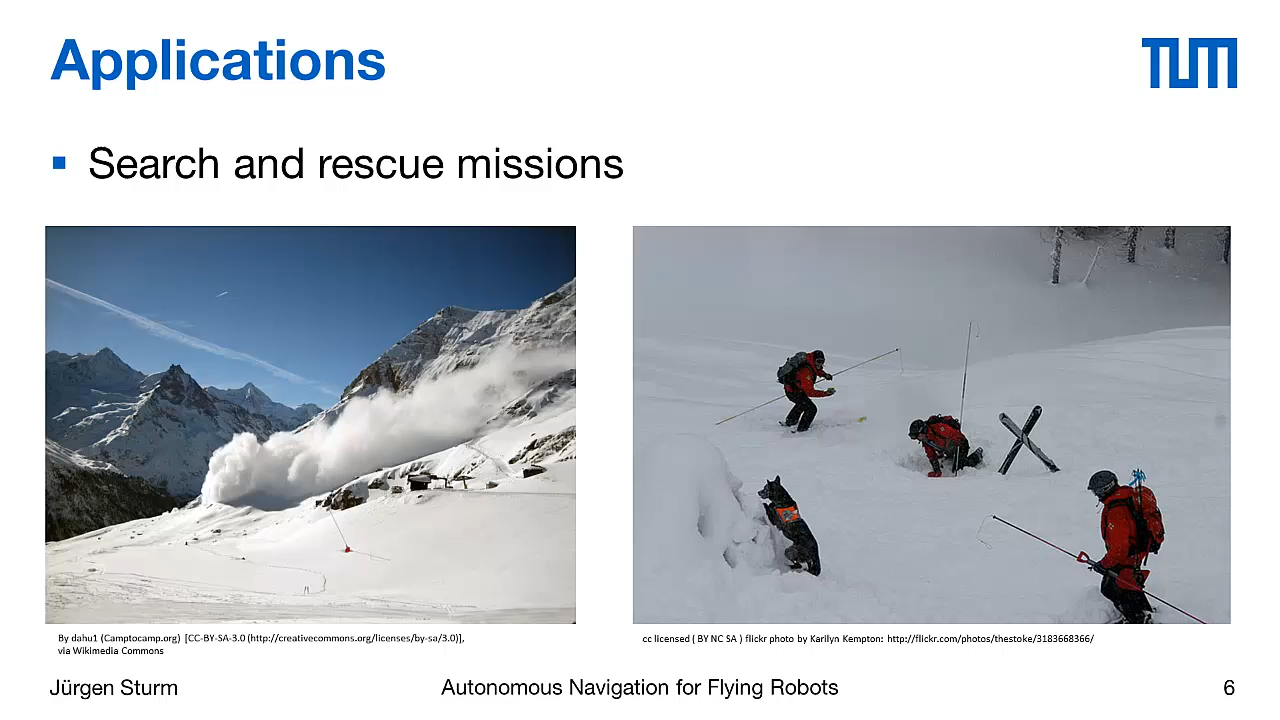 Applications
TUM
Search and rescue missions
By dahu1 (Camptocamp.org) [CC-BY-SA-3.0 (http://creativecommons.org/licenses/by-sa/3.0)],
via Wikimedia Commons
cc licensed ( BY NC SA ) flickr photo by Karilyn Kempton: http://flickr.com/photos/thestoke/3183668366/
Jürgen Sturm
Autonomous Navigation for Flying Robots
6